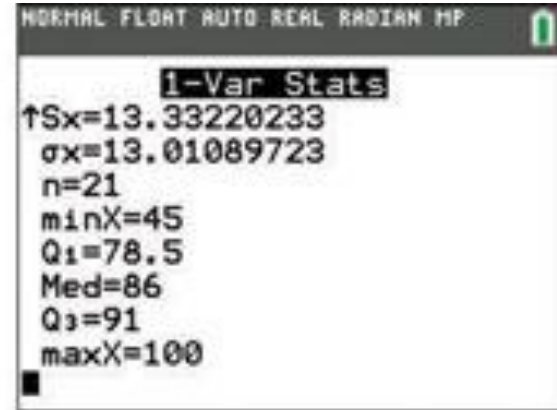 NORMAL FLOAT AUTO REAL RADIAN MP
1-Var Stats
↑Sx=13.33220233
σx=13.01089723
n=21
minX=45
Q₁=78.5
Med=86
Q₃=91
maxX=100